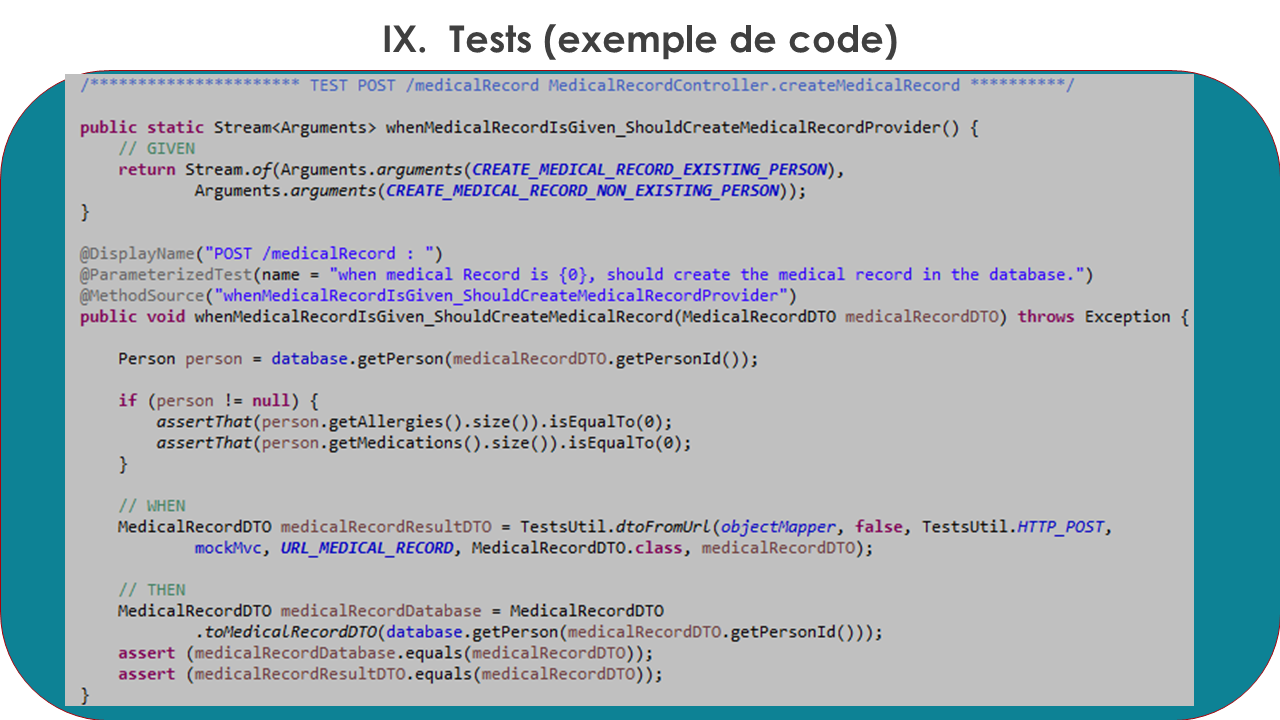 IX. Tests (exemple de code)
/********************** TEST POST /medicalRecord MedicalRecordController.createMedicalRecord **********/
public static Stream<Arguments> whenMedicalRecordIsGiven_ShouldCreateMedicalRecordProvider() {
// GIVEN
return Stream.of(Arguments.arguments(CREATE_MEDICAL_RECORD_EXISTING_PERSON),
Arguments.arguments(CREATE_MEDICAL_RECORD_NON_EXISTING_PERSON));
}
@DisplayName("POST /medicalRecord : ")
@ParameterizedTest(name = "when medical Record is {0}, should create the medical record in the database.")
@MethodSource("whenMedicalRecordIsGiven_ShouldCreateMedicalRecordProvider")
public void whenMedicalRecordIsGiven_ShouldCreateMedicalRecord(MedicalRecordDTO medicalRecordDTO) throws Exception {
Person person = database.getPerson(medicalRecordDTO.getPersonId());
if (person != null) {
assertThat(person.getAllergies().size()).isEqualTo(0);
assertThat(person.getMedications().size()).isEqualTo(0);
}
// WHEN
MedicalRecordDTO medicalRecordResultDTO = TestsUtil.dtoFromUrl(objectMapper, false, TestsUtil.HTTP_POST,
mockMvc, URL_MEDICAL_RECORD, MedicalRecordDTO.class, medicalRecordDTO);
// THEN
MedicalRecordDTO medicalRecordDatabase = MedicalRecordDTO
.toMedicalRecordDTO(database.getPerson(medicalRecordDTO.getPersonId()));
assert (medicalRecordDatabase.equals(medicalRecordDTO));
assert (medicalRecordResultDTO.equals(medicalRecordDTO));
}